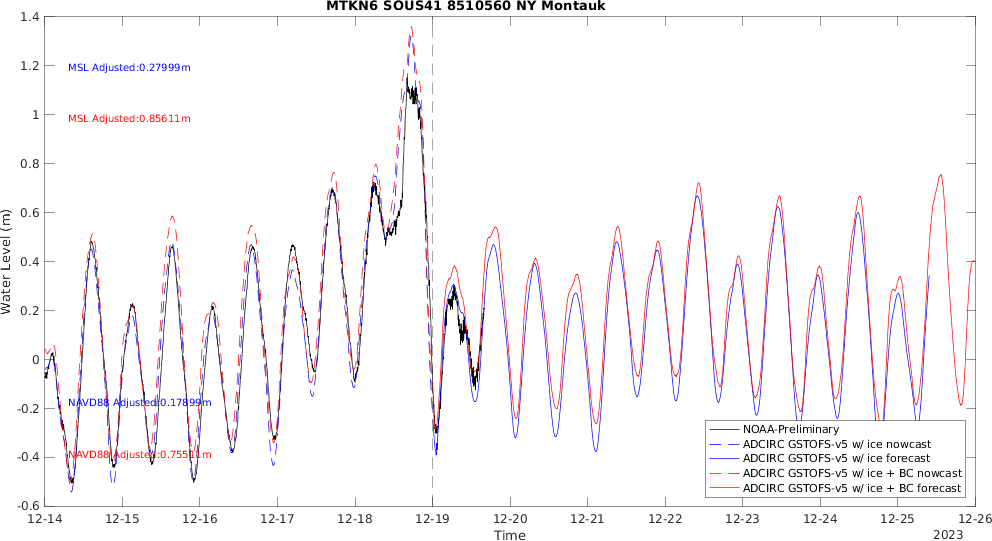 MTKN6 SOUS41 8510560 NY Montauk
1.4
1.2
1
0.8
0.6
0.4
0.2
0
-0.2
-0.4
-0.6
Water Level (m)
MSL Adjusted:0.27999m
MSL Adjusted:0.85611m
NAVD88 Adjusted:0.17899m
NAVD88 Adjusted:0.75511m
NOAA-Preliminary
ADCIRC GSTOFS-v5 w/ ice nowcast
ADCIRC GSTOFS-v5 w/ ice forecast
ADCIRC GSTOFS-v5 w/ ice + BC nowcast
ADCIRC GSTOFS-v5 w/ ice + BC forecast
12-14 12-15 12-16 12-17 12-18 12-19 12-20 12-21 12-22 12-23 12-24 12-25 12-26
Time
2023